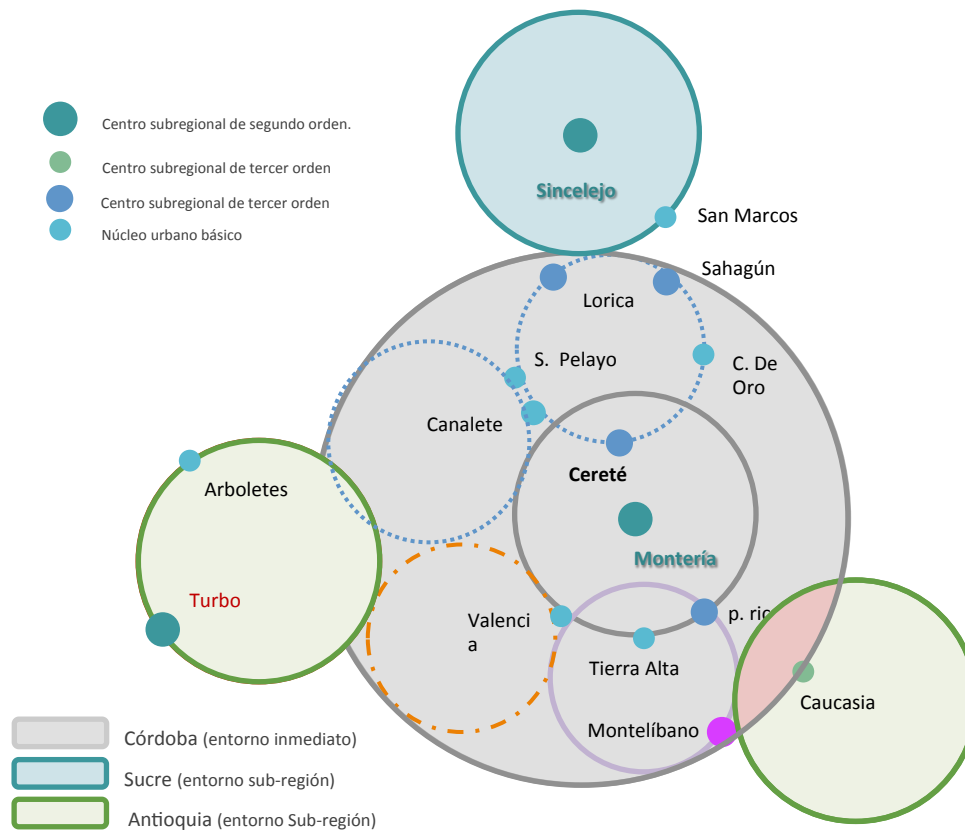 Centro subregional de segundo orden.
Centro subregional de tercer orden
Centro subregional de tercer orden
Núcleo urbano básico
Sincelejo
San Marcos
Sahagún
Lorica
S. Pelayo
C. De
Oro
Canalete
Cereté
Arboletes
Montería
Turbo
Valenci
a
p. ric
Tierra Alta
Caucasia
Montelíbano
Córdoba (entorno inmediato)
Sucre (entorno sub-región)
Antioquia (entorno Sub-región)